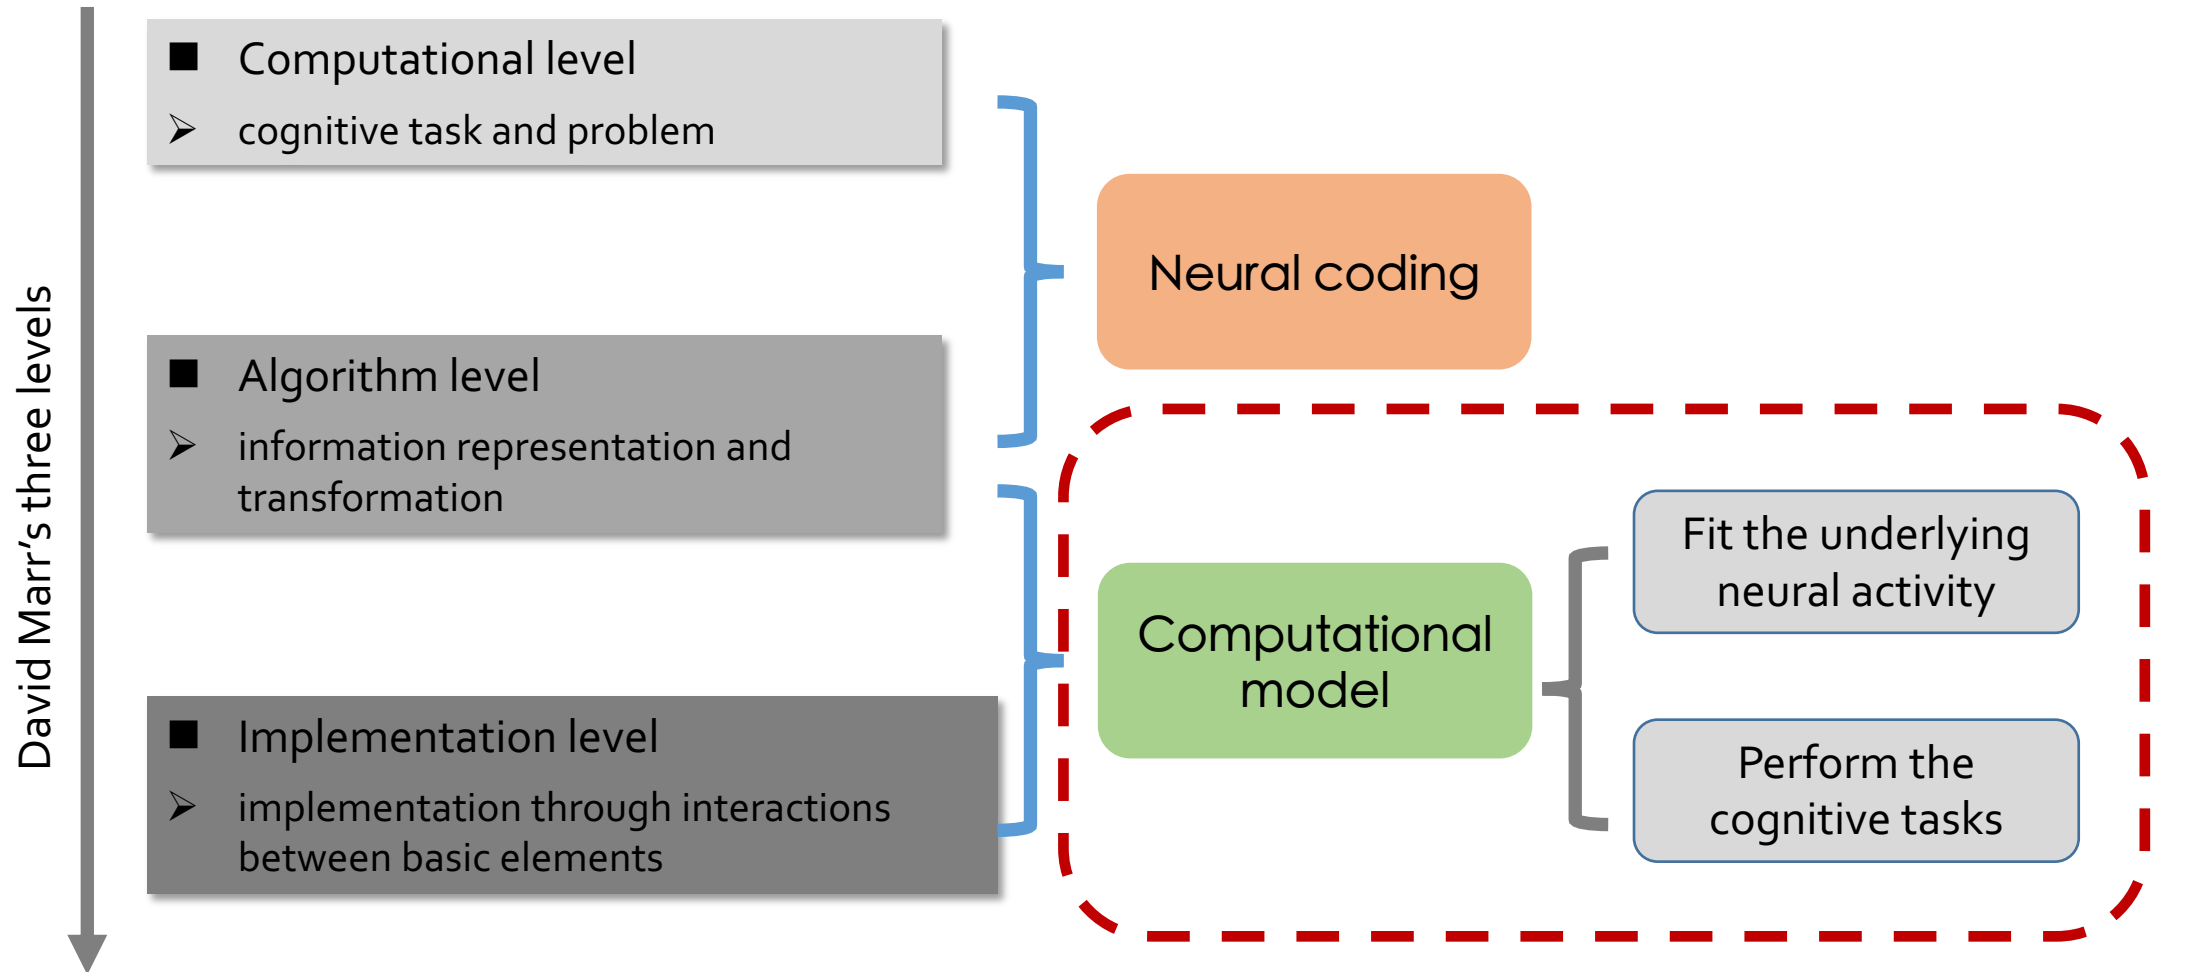 David Marr's three levels
Computational level
cognitive task and problem
Algorithm level
information representation and
transformation
Implementation level
implementation through interactions
between basic elements
Neural coding
Computational
model
Fit the underlying
neural activity
Perform the
cognitive tasks